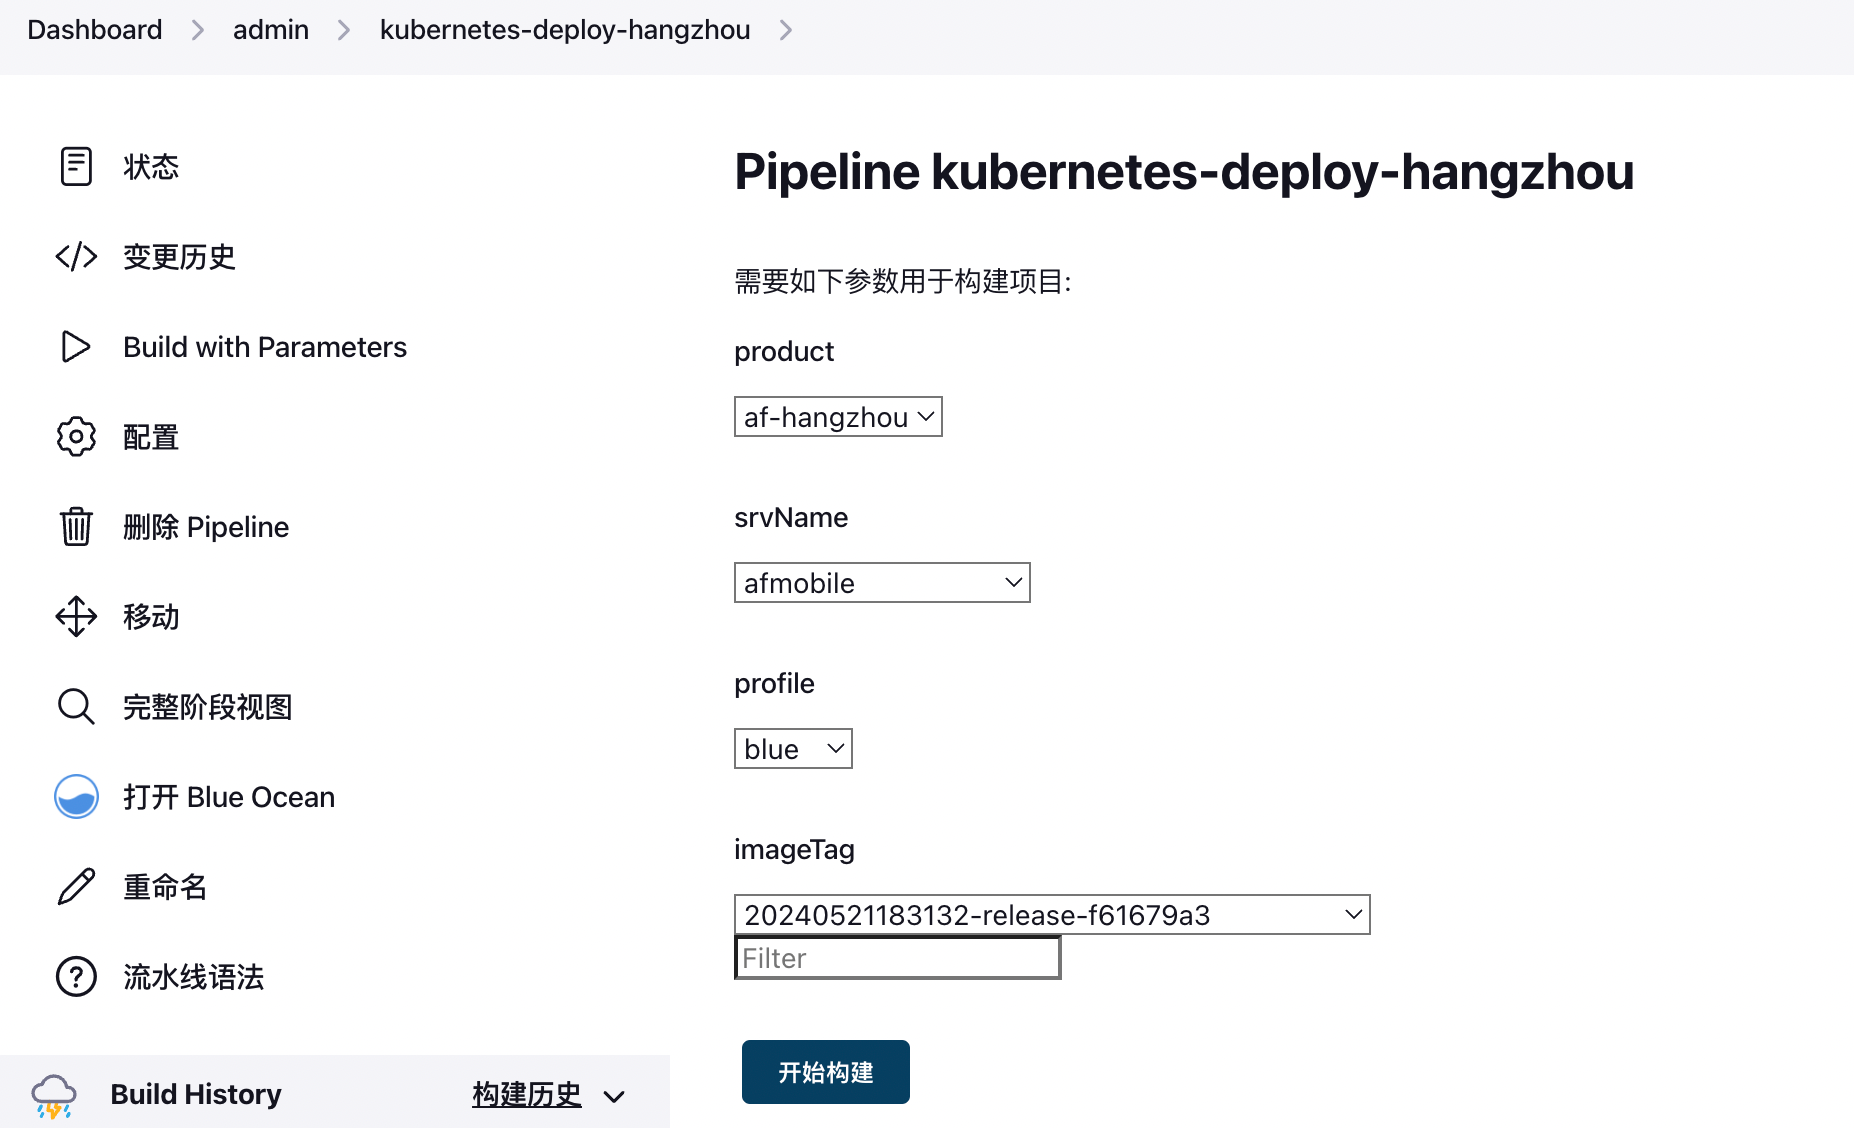 Dashboard admin kubernetes-deploy-hangzhou
状态
变更历史
Build with Parameters
配置
删除 Pipeline
移动
完整阶段视图
打开 Blue Ocean
重命名
流水线语法
Build History 构建历史
Pipeline kubernetes-deploy-hangzhou
需要如下参数用于构建项目:
product
af-hangzhou
srvName
afmobile
profile
blue
imageTag
20240521183132-release-f61679a3
Filter
开始构建